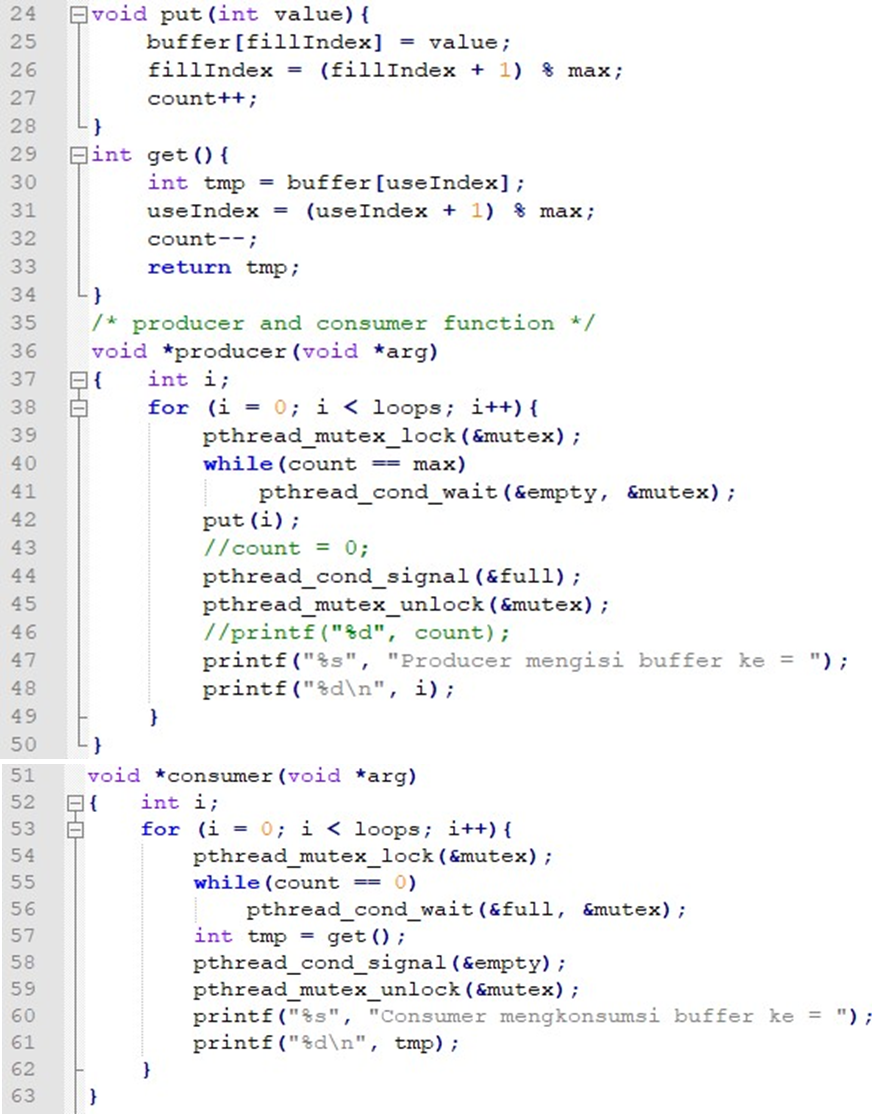 24 void put(int value){
25 buffer[fillIndex] = value;
26 fillIndex = (fillIndex + 1) % max;
27 count++;
28 }
29 int get(){
30 int tmp = buffer[useIndex];
31 useIndex = (useIndex + 1) % max;
32 count--;
33 return tmp;
34 }
35 /* producer and consumer function */
36 void *producer(void *arg)
37 { int i;
38 for (i = 0; i < loops; i++){
39 pthread_mutex_lock(&mutex);
40 while(count == max)
41 pthread_cond_wait(&empty, &mutex);
42 put(i);
43 //count = 0;
44 pthread_cond_signal(&full);
45 pthread_mutex_unlock(&mutex);
46 //printf("%d", count);
47 printf("%s", "Producer mengisi buffer ke = ");
48 printf("%d\n", i);
49 }
50 }
51 void *consumer(void *arg)
52 { int i;
53 for (i = 0; i < loops; i++){
54 pthread_mutex_lock(&mutex);
55 while(count == 0)
56 pthread_cond_wait(&full, &mutex);
57 int tmp = get();
58 pthread_cond_signal(&empty);
59 pthread_mutex_unlock(&mutex);
60 printf("%s", "Consumer mengkonsumsi buffer ke = ");
61 printf("%d\n", tmp);
62 }
63 }